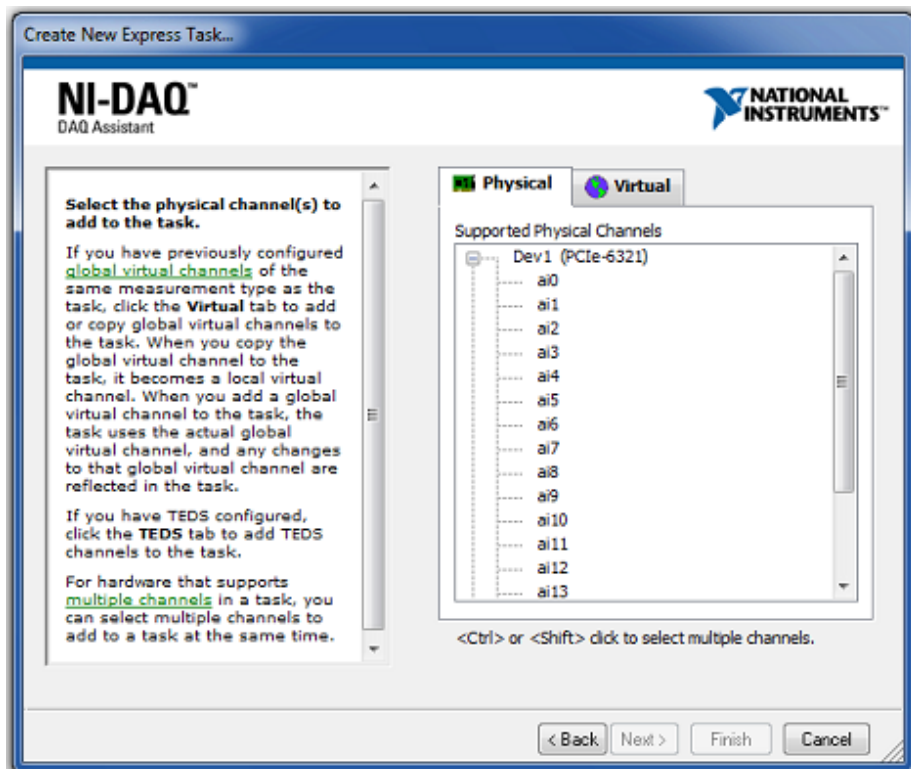 Create New Express Task...
NI-DAQ™
DAQ Assistant
NATIONAL
INSTRUMENTS™
Select the physical channel(s) to
add to the task.
If you have previously configured
global virtual channels of the
same measurement type as the
task, click the Virtual tab to add
or copy global virtual channels to
the task. When you copy the
global virtual channel to the
task, it becomes a local virtual
channel. When you add a global
virtual channel to the task, the
task uses the actual global
virtual channel, and any changes
to that global virtual channel are
reflected in the task.
If you have TEDS configured,
click the TEDS tab to add TEDS
channels to the task.
For hardware that supports
multiple channels in a task, you
can select multiple channels to
add to a task at the same time.
Physical
Virtual
Supported Physical Channels
Dev1 (PCIe-6321)
ai0
ai1
ai2
ai3
ai4
ai5
ai6
ai7
ai8
ai9
ai10
ai11
ai12
ai13
<Ctrl> or <Shift> click to select multiple channels.
< Back
Next >
Finish
Cancel